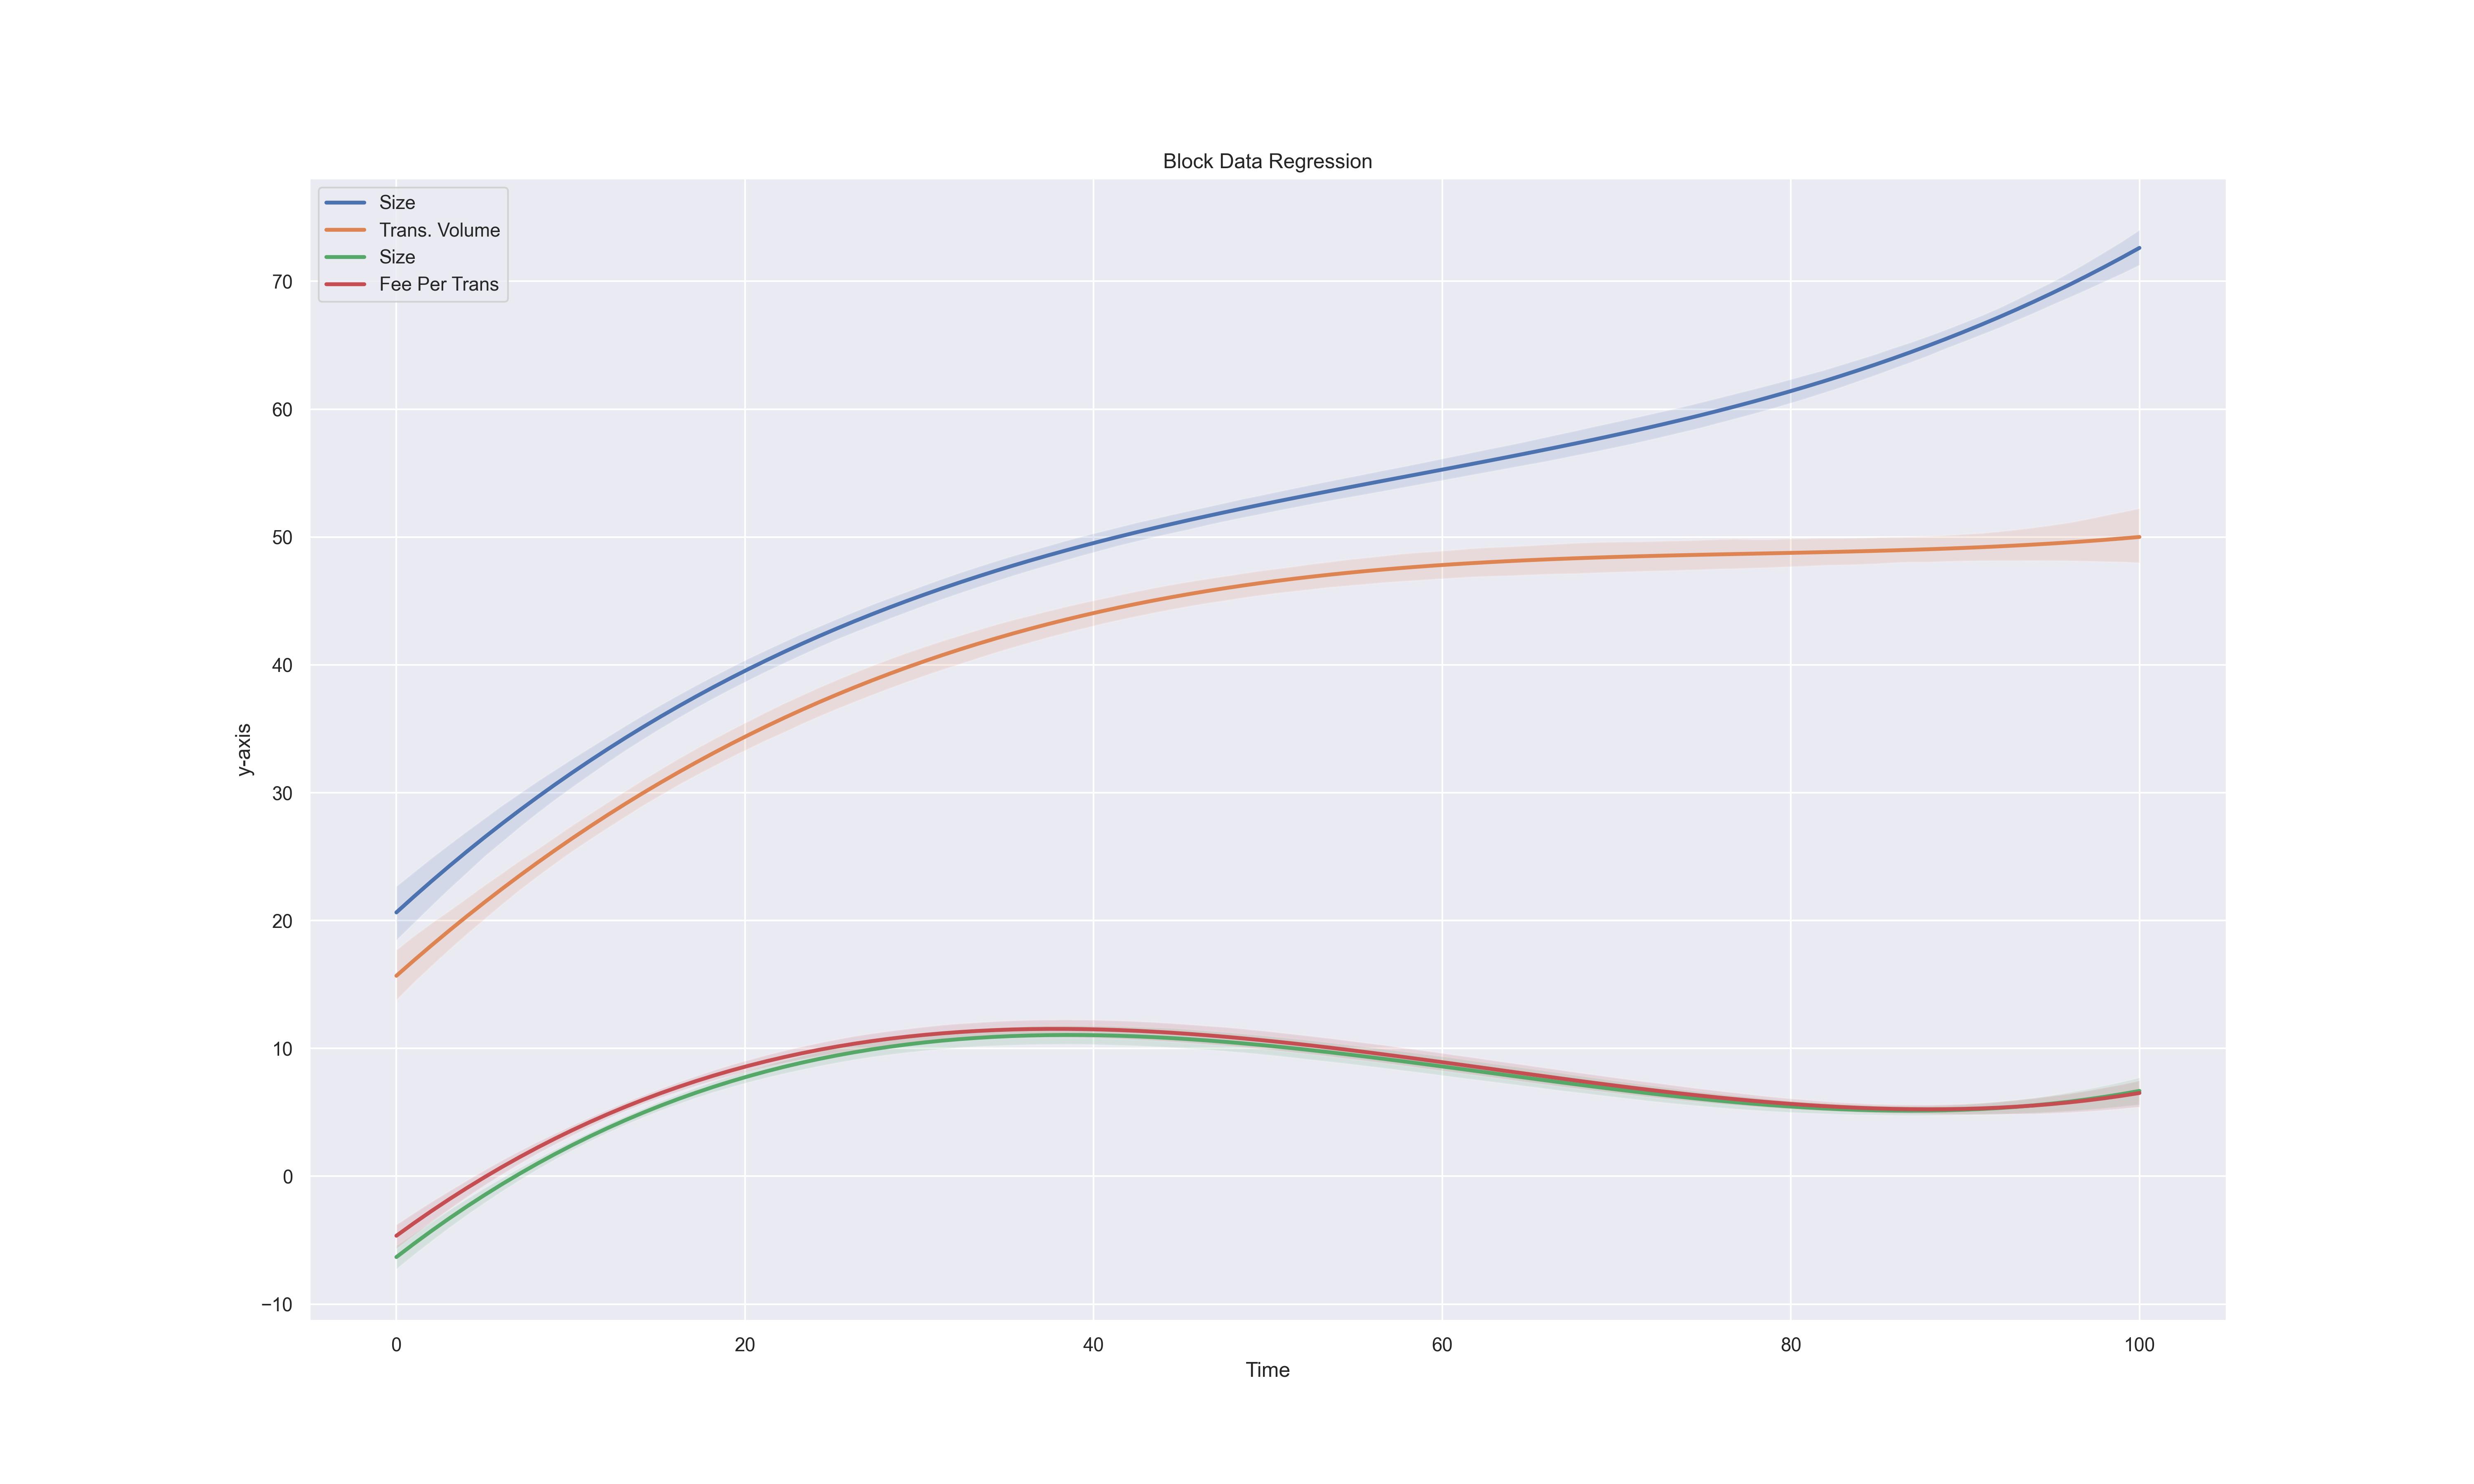 Block Data Regression
Size
Trans. Volume
Size
Fee Per Trans
y-axis
70
60
50
40
30
20
10
0
−10
0 20 40 60 80 100
Time